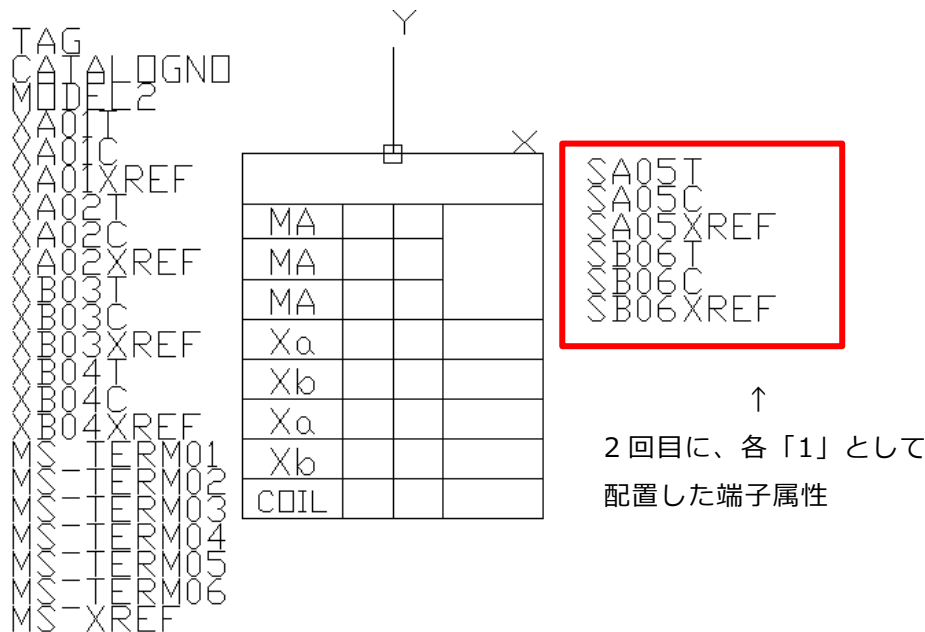 TAG
CATALOGNO
MODEL2
XA01T
XA01C
XA01XREF
XA02T
XA02C
XA02XREF
XB03T
XB03C
XB03XREF
XB04T
XB04C
XB04XREF
MS-TERM01
MS-TERM02
MS-TERM03
MS-TERM04
MS-TERM05
MS-TERM06
MS-XREF
Y
X
MA
MA
MA
Xa
Xb
Xa
Xb
COIL
SA05T
SA05C
SA05XREF
SB06T
SB06C
SB06XREF
↑
2回目に、各「1」として
配置した端子属性